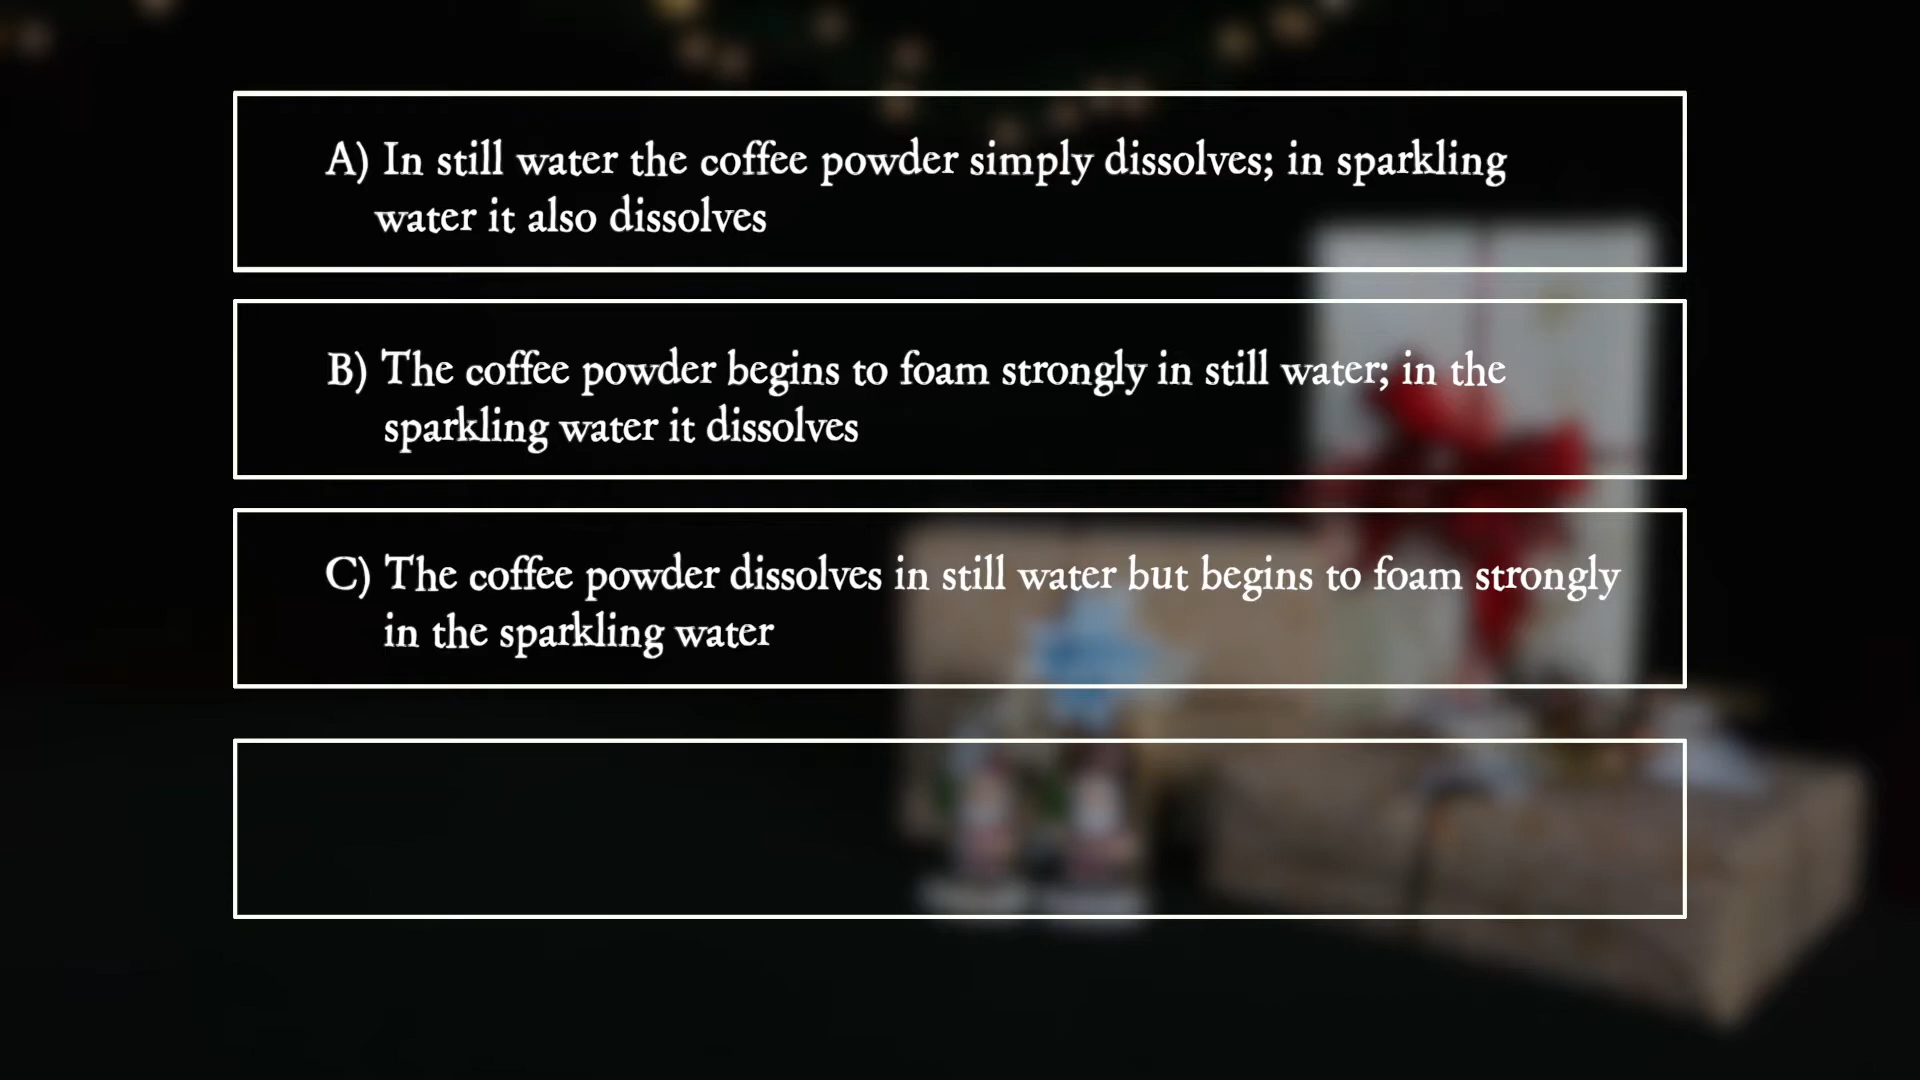 A) In still water the coffee powder simply dissolves; in sparkling
water it also dissolves
B) The coffee powder begins to foam strongly in still water; in the
sparkling water it dissolves
C) The coffee powder dissolves in still water but begins to foam strongly
in the sparkling water